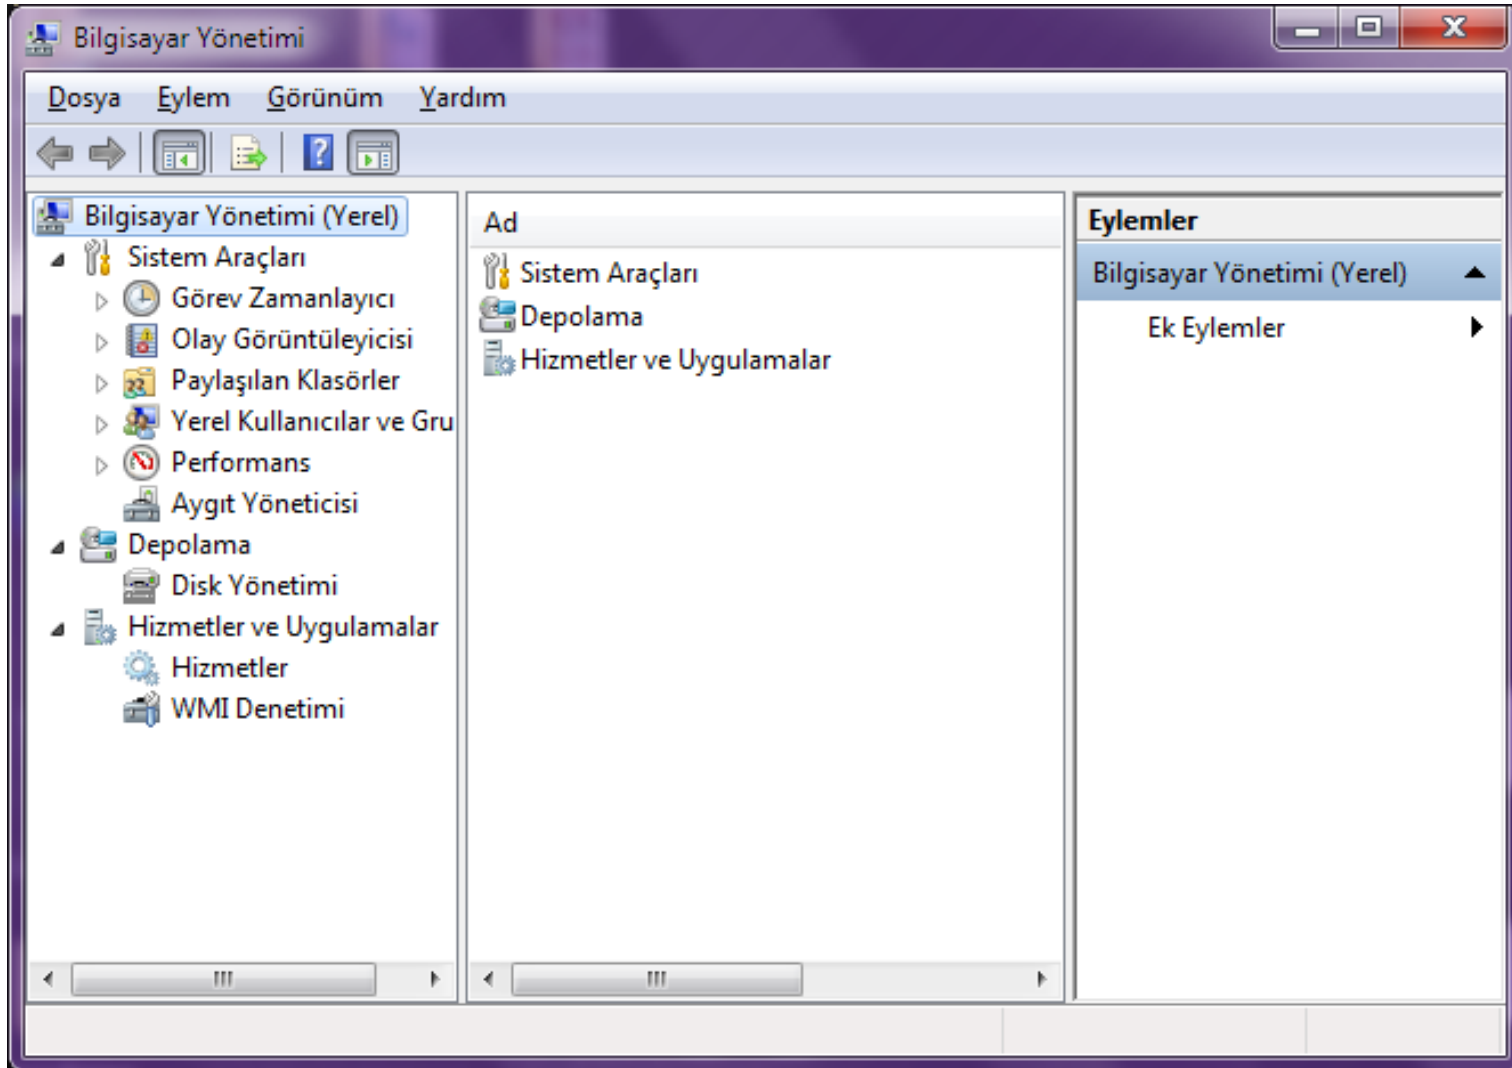 Bilgisayar Yönetimi
Dosya Eylem Görünüm Yardım
Bilgisayar Yönetimi (Yerel)
Sistem Araçları
Görev Zamanlayıcı
Olay Görüntüleyicisi
Paylaşılan Klasörler
Yerel Kullanıcılar ve Gru
Performans
Aygıt Yöneticisi
Depolama
Disk Yönetimi
Hizmetler ve Uygulamalar
Hizmetler
WMI Denetimi
Ad
Sistem Araçları
Depolama
Hizmetler ve Uygulamalar
Eylemler
Bilgisayar Yönetimi (Yerel)
Ek Eylemler